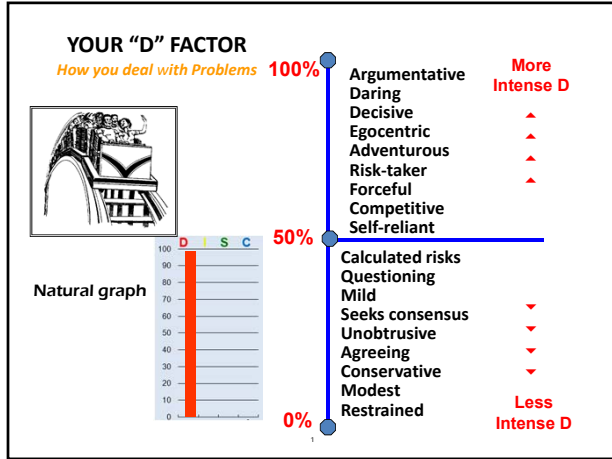 YOUR “D” FACTOR
How you deal with Problems
100%
Argumentative
Daring
Decisive
Egocentric
Adventurous
Risk-taker
Forceful
Competitive
Self-reliant
More
Intense D
50%
Calculated risks
Questioning
Mild
Seeks consensus
Unobtrusive
Agreeing
Conservative
Modest
Restrained
Less
Intense D
0%
Natural graph
D I S C
100
90
80
70
60
50
40
30
20
10
0
1